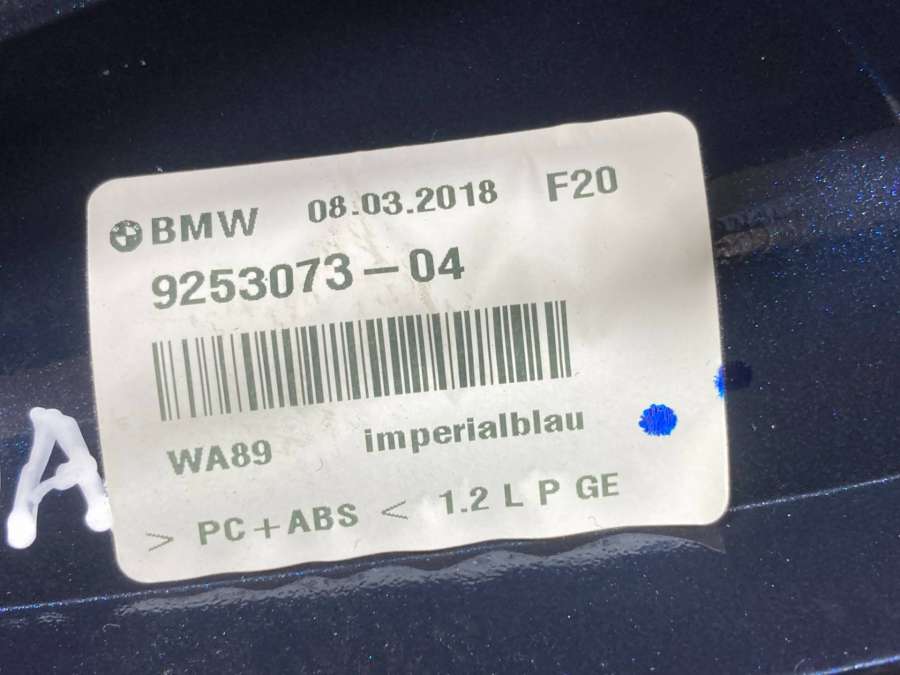 BMW 08.03.2018 F20
9253073-04
WA89 imperialblau
> PC+ABS < 1.2 L P GE
A